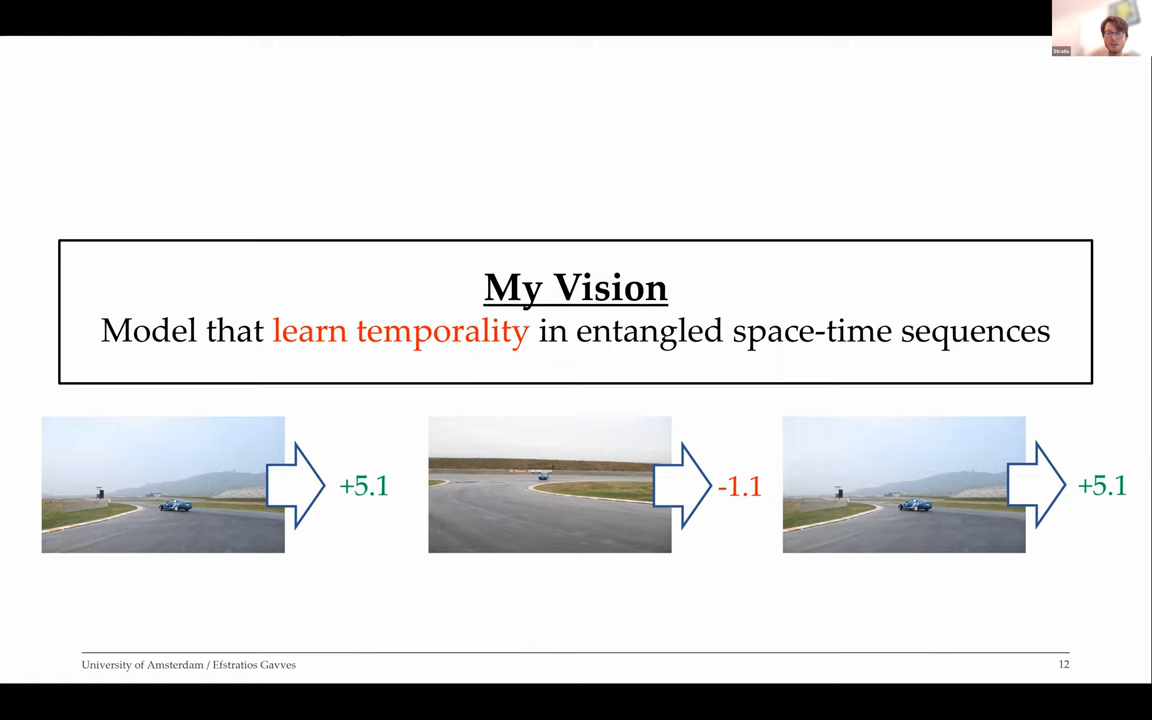 Stratis
My Vision
Model that learn temporality in entangled space-time sequences
+5.1
-1.1
+5.1
University of Amsterdam / Efstratios Gavves
12